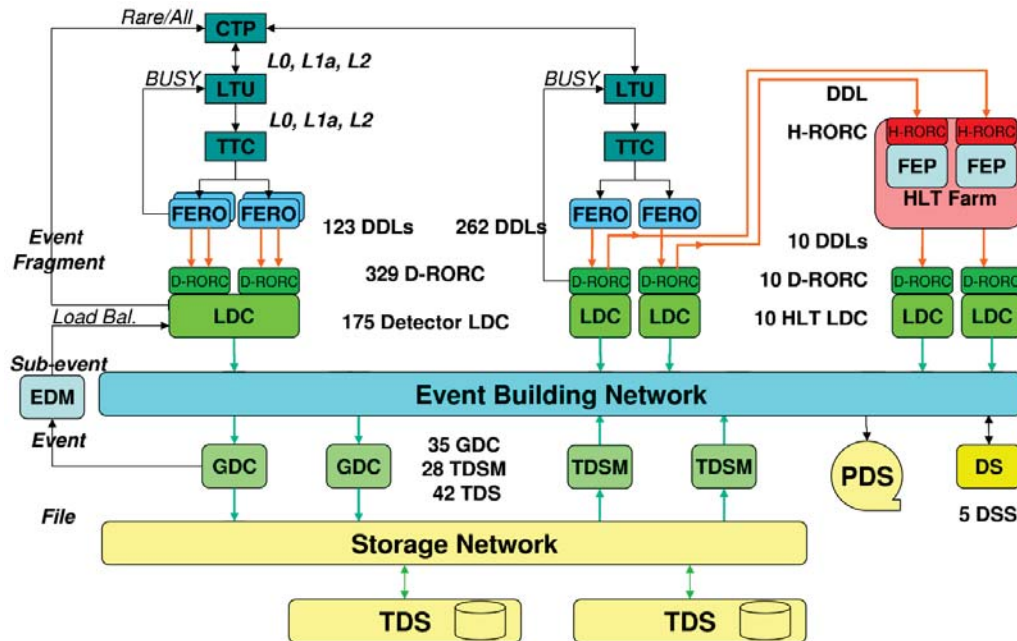 Rare/All
CTP
L0, L1a, L2
BUSY
LTU
BUSY
LTU
DDL
L0, L1a, L2
H-RORC
H-RORC
H-RORC
TTC
TTC
FEP
FEP
HLT Farm
FERO
FERO
FERO
FERO
123 DDLs
262 DDLs
Event
Fragment
10 DDLs
D-RORC
D-RORC
329 D-RORC
D-RORC
D-RORC
10 D-RORC
D-RORC
D-RORC
Load Bal.
LDC
175 Detector LDC
LDC
LDC
10 HLT LDC
LDC
LDC
Sub-event
EDM
Event Building Network
Event
35 GDC
GDC
GDC
28 TDSM
TDSM
TDSM
PDS
DS
42 TDS
File
5 DSS
Storage Network
TDS
TDS